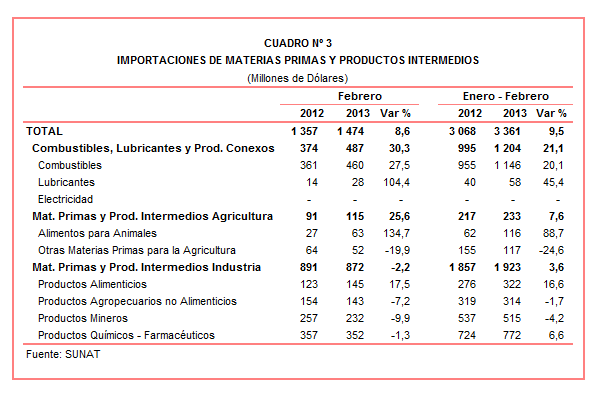 CUADRO Nº 3
IMPORTACIONES DE MATERIAS PRIMAS Y PRODUCTOS INTERMEDIOS
(Millones de Dólares)
Febrero Enero - Febrero
2012 2013 Var % 2012 2013 Var %
TOTAL 1 357 1 474 8,6 3 068 3 361 9,5
Combustibles, Lubricantes y Prod. Conexos 374 487 30,3 995 1 204 21,1
Combustibles 361 460 27,5 955 1 146 20,1
Lubricantes 14 28 104,4 40 58 45,4
Electricidad - - - - - -
Mat. Primas y Prod. Intermedios Agricultura 91 115 25,6 217 233 7,6
Alimentos para Animales 27 63 134,7 62 116 88,7
Otras Materias Primas para la Agricultura 64 52 -19,9 155 117 -24,6
Mat. Primas y Prod. Intermedios Industria 891 872 -2,2 1 857 1 923 3,6
Productos Alimenticios 123 145 17,5 276 322 16,6
Productos Agropecuarios no Alimenticios 154 143 -7,2 319 314 -1,7
Productos Mineros 257 232 -9,9 537 515 -4,2
Productos Químicos - Farmacéuticos 357 352 -1,3 724 772 6,6
Fuente: SUNAT